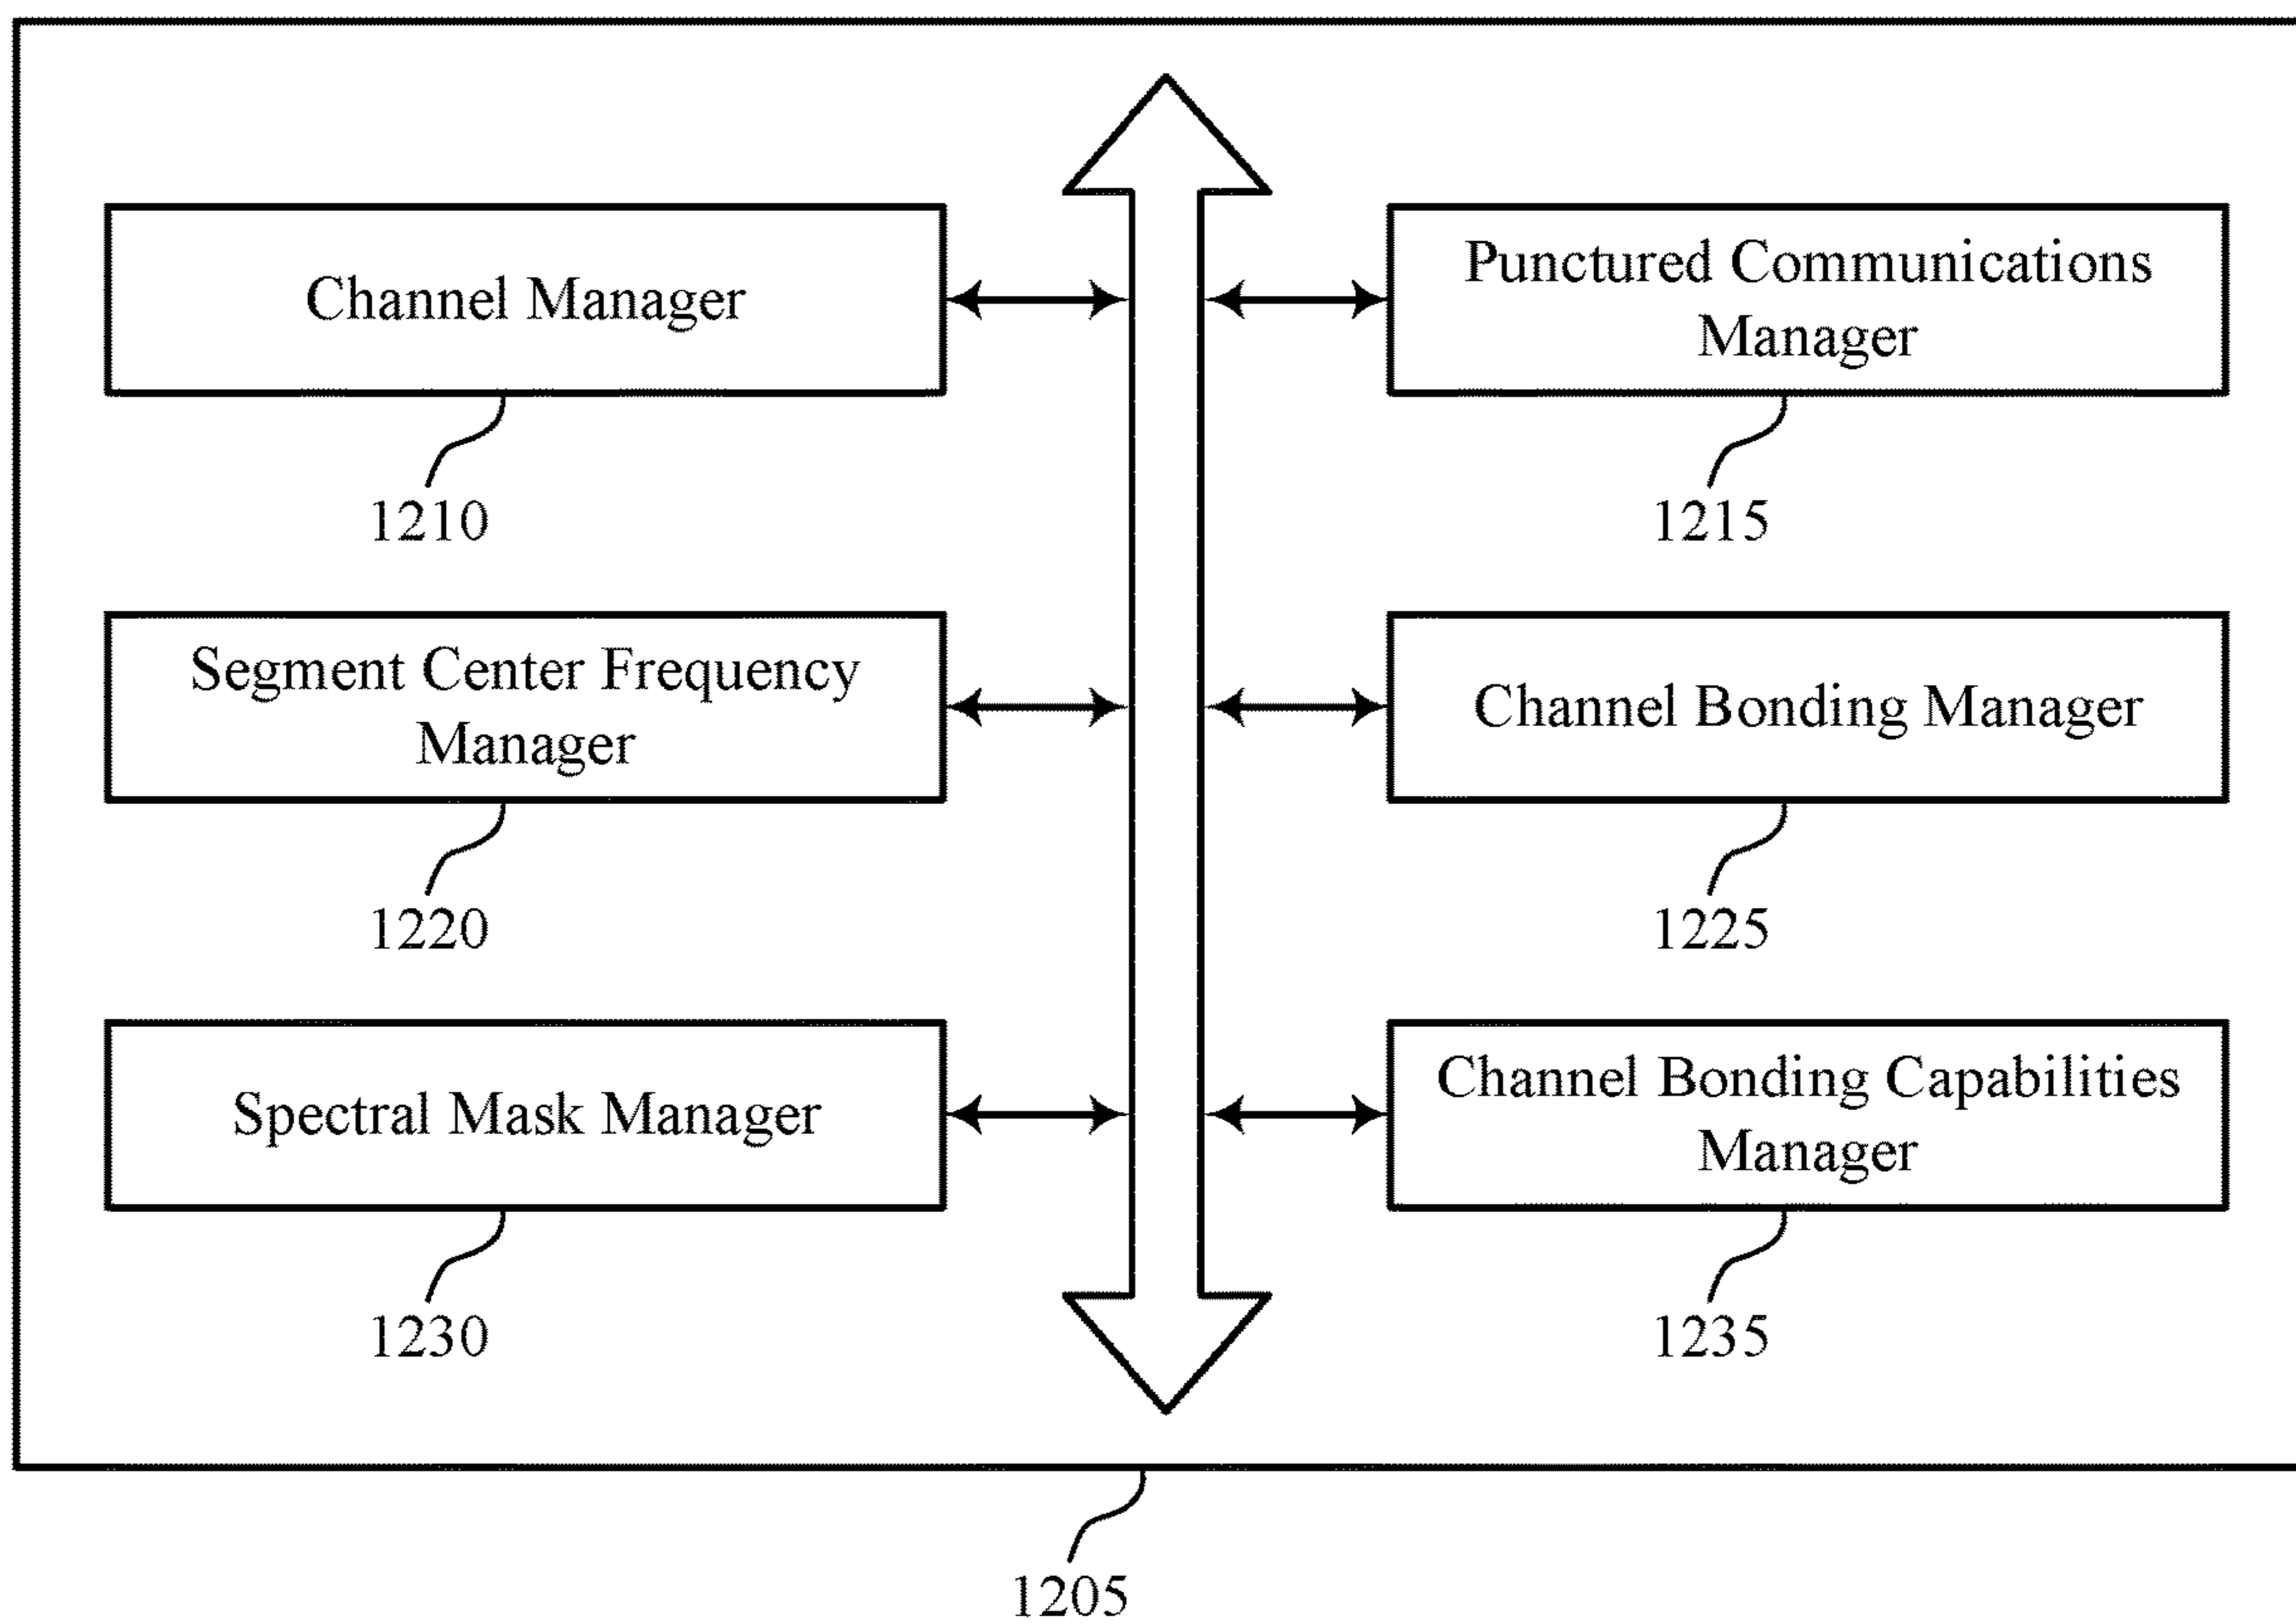 Channel Manager
1210
Punctured Communications
Manager
1215
Segment Center Frequency
Manager
1220
Channel Bonding Manager
1225
Spectral Mask Manager
1230
Channel Bonding Capabilities
Manager
1235
1205